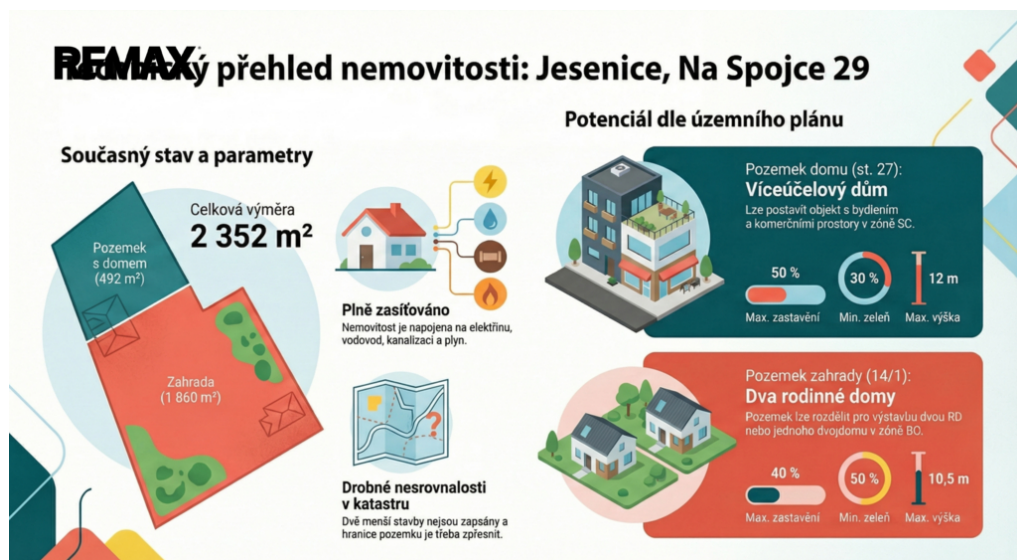 REMAX
přehled nemovitosti: Jesenice, Na Spojce 29
Současný stav a parametry
Celková výměra
2 352 m²
Pozemek
s domem
(492 m²)
Zahrada
(1 860 m²)
Plně zasíťováno
Nemovitost je napojena na elektřinu,
vodovod, kanalizaci a plyn.
?
Drobné nesrovnalosti
v katastru
Dvě menší stavby nejsou zapsány a
hranice pozemku je třeba zpřesnit.
Potenciál dle územního plánu
Pozemek domu (st. 27):
Víceúčelový dům
Lze postavit objekt s bydlením
a komerčními prostory v zóně SC.
50 %
30 %
12 m
Max. zastavění
Min. zeleň
Max. výška
Pozemek zahrady (14/1):
Dva rodinné domy
Pozemek lze rozdělit pro výstavbu dvou RD
nebo jednoho dvojdomu v zóně BO.
40 %
50 %
10,5 m
Max. zastavění
Min. zeleň
Max. výška